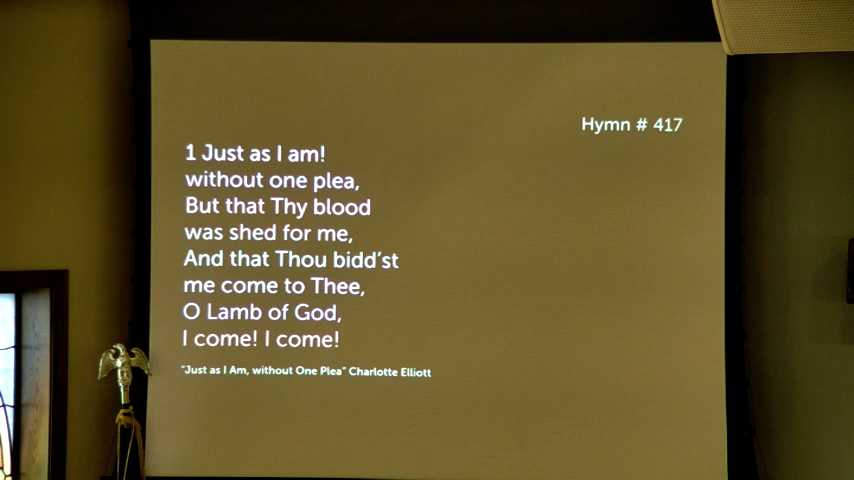 Hymn # 417
1 Just as I am!
without one plea,
But that Thy blood
was shed for me,
And that Thou bidd’st
me come to Thee,
O Lamb of God,
I come! I come!
“Just as I Am, without One Plea” Charlotte Elliott